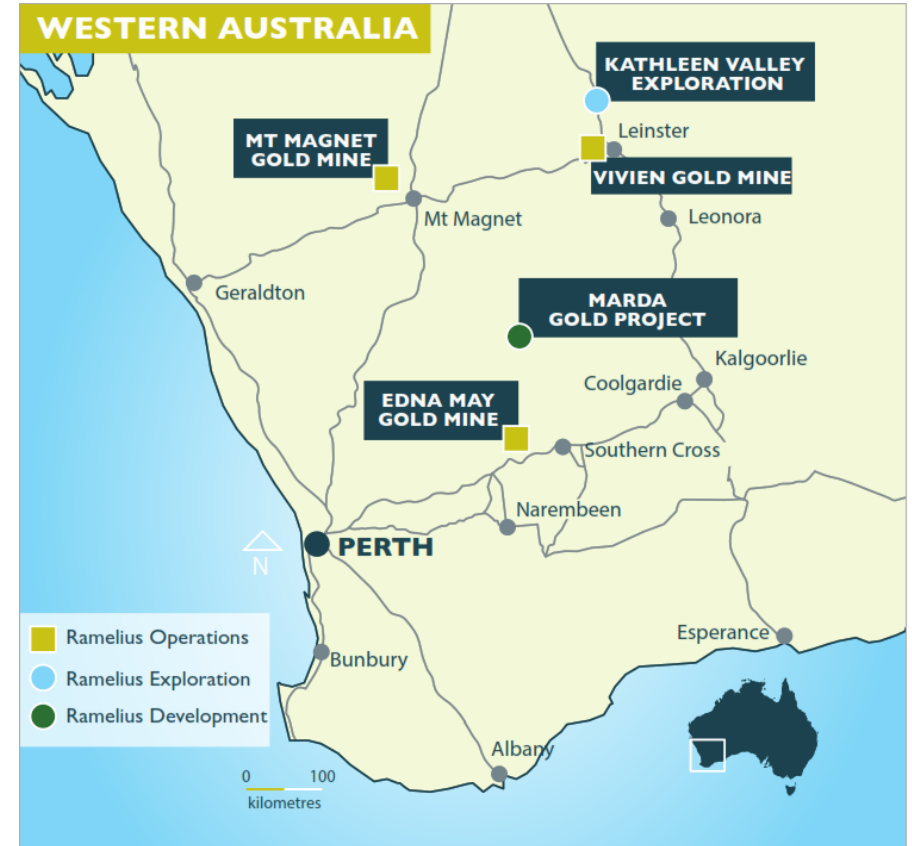 WESTERN AUSTRALIA
KATHLEEN VALLEY
EXPLORATION
MT MAGNET
GOLD MINE
Leinster
VIVIEN GOLD MINE
Mt Magnet
Leonora
Geraldton
MARDA
GOLD PROJECT
Kalgoorlie
Coolgardie
EDNA MAY
GOLD MINE
Southern Cross
Narembeen
PERTH
N
Ramelius Operations
Ramelius Exploration
Ramelius Development
Esperance
Bunbury
Albany
0 100
kilometres